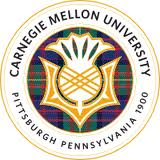 CARNEGIE MELLON UNIVERSITY
PITTSBURGH PENNSYLVANIA 1900